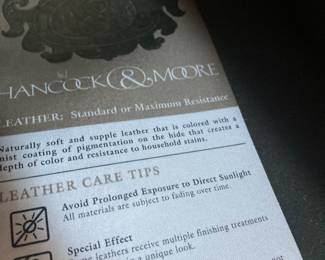 HANCOCK & MOORE
LEATHER: Standard or Maximum Resistance
Naturally soft and supple leather that is colored with a
mist coating of pigmentation on the hide that creates a
depth of color and resistance to household stains.
LEATHER CARE TIPS
Avoid Prolonged Exposure to Direct Sunlight
All materials are subject to fading over time.
Special Effect
leathers receive multiple finishing treatments
a unique look.
not